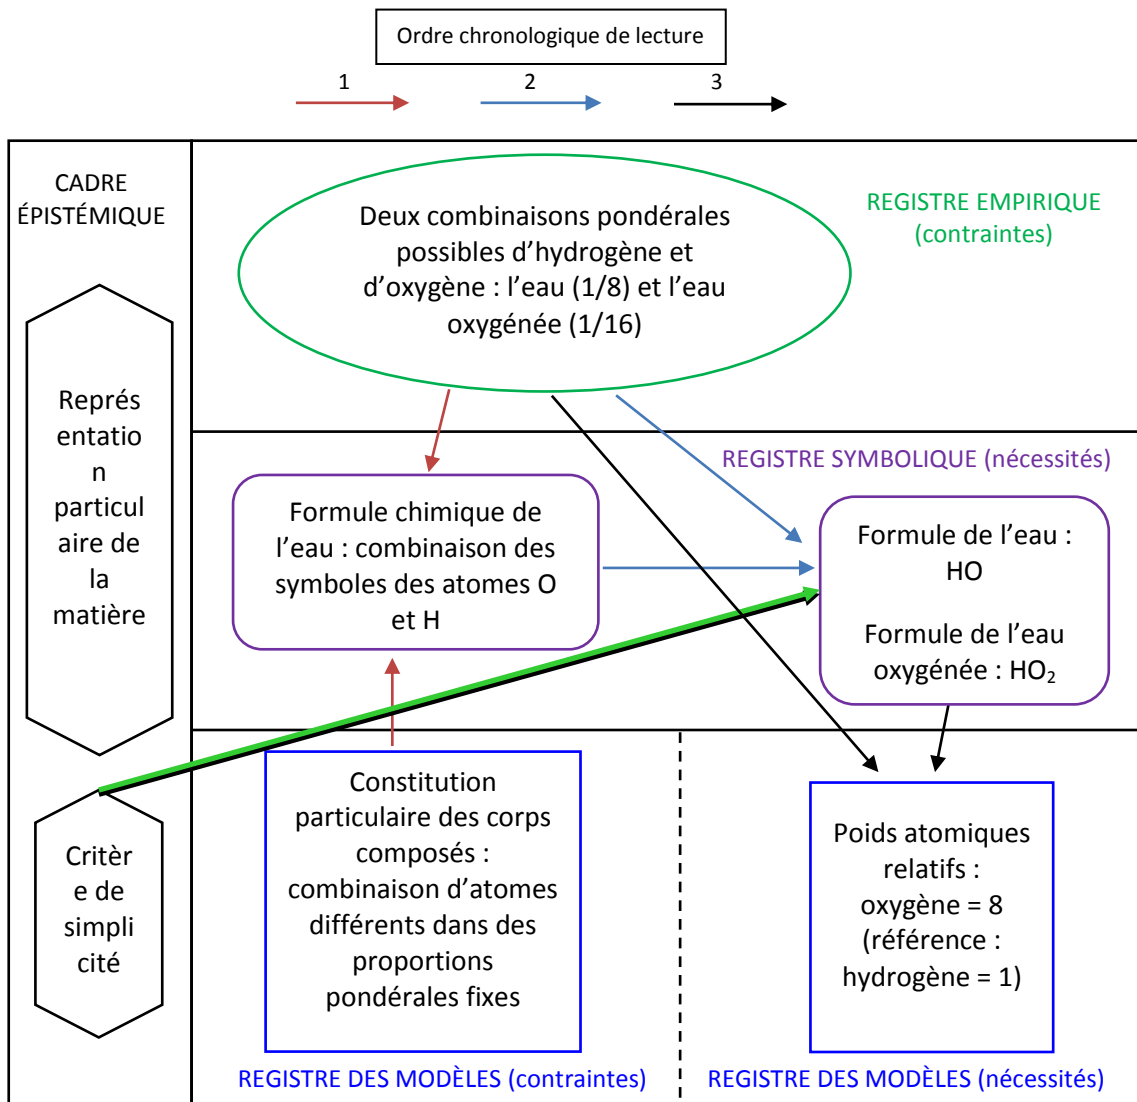 Ordre chronologique de lecture
1
2
3
CADRE
ÉPISTÉMIQUE
Représ
entatio
n
particul
aire de
la
matière
Critèr
e de
simpli
cité
REGISTRE EMPIRIQUE
(contraintes)
Deux combinaisons pondérales
possibles d’hydrogène et
d’oxygène : l’eau (1/8) et l’eau
oxygénée (1/16)
REGISTRE SYMBOLIQUE (nécessités)
Formule chimique de
l’eau : combinaison des
symboles des atomes O
et H
Formule de l’eau :
HO
Formule de l’eau
oxygénée : HO₂
Constitution
particulaire des corps
composés :
combinaison d’atomes
différents dans des
proportions
pondérales fixes
Poids atomiques
relatifs :
oxygène = 8
(référence :
hydrogène = 1)
REGISTRE DES MODÈLES (contraintes)
REGISTRE DES MODÈLES (nécessités)